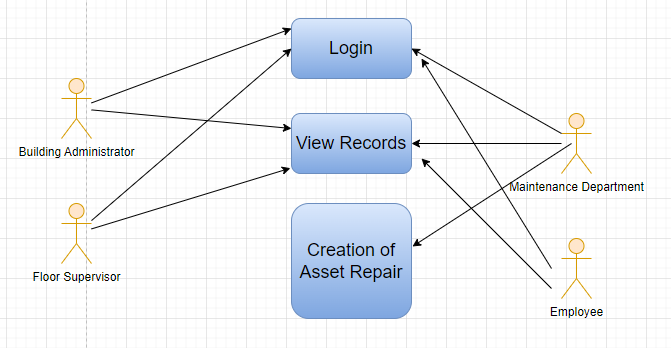 Login
Building Administrator
View Records
Maintenance Department
Floor Supervisor
Creation of
Asset Repair
Employee